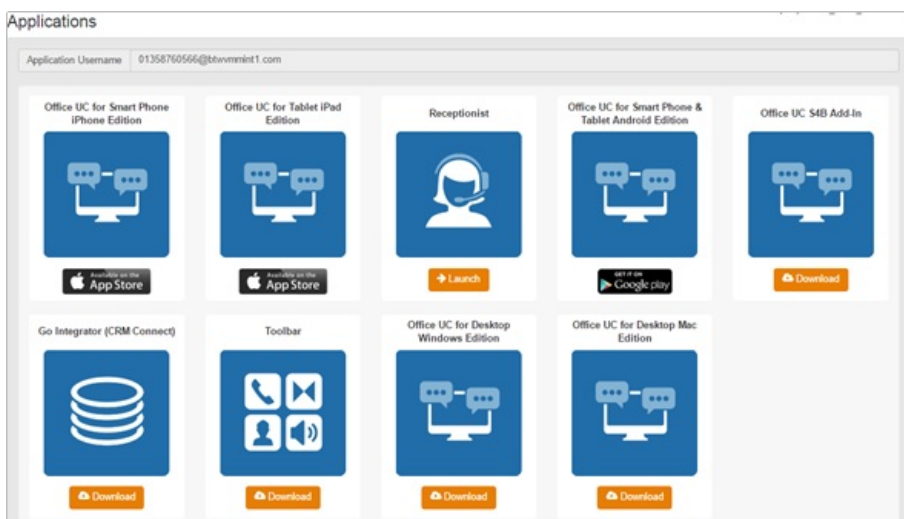 Applications
Application Username 01358760566@btwvmmint1.com
Office UC for Smart Phone
iPhone Edition
Office UC for Tablet iPad
Edition
Receptionist
Office UC for Smart Phone &
Tablet Android Edition
Office UC S4B Add-In
Available on the
App Store
Available on the
App Store
Launch
GET IT ON
Google play
Download
Go Integrator (CRM Connect)
Toolbar
Office UC for Desktop
Windows Edition
Office UC for Desktop Mac
Edition
Download
Download
Download
Download